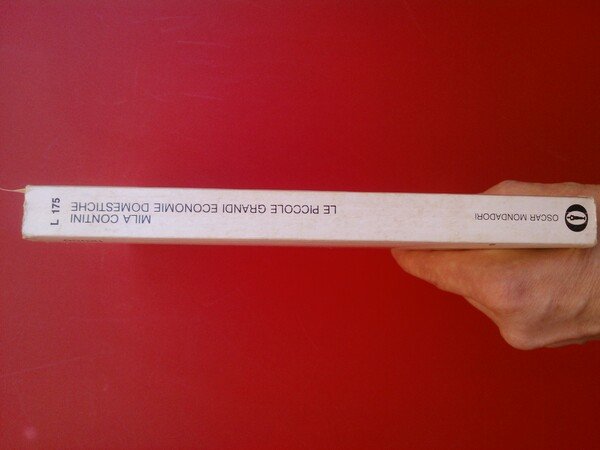 OSCAR MONDADORI
MILA CONTINI
LE PICCOLE GRANDI ECONOMIE DOMESTICHE
L 175